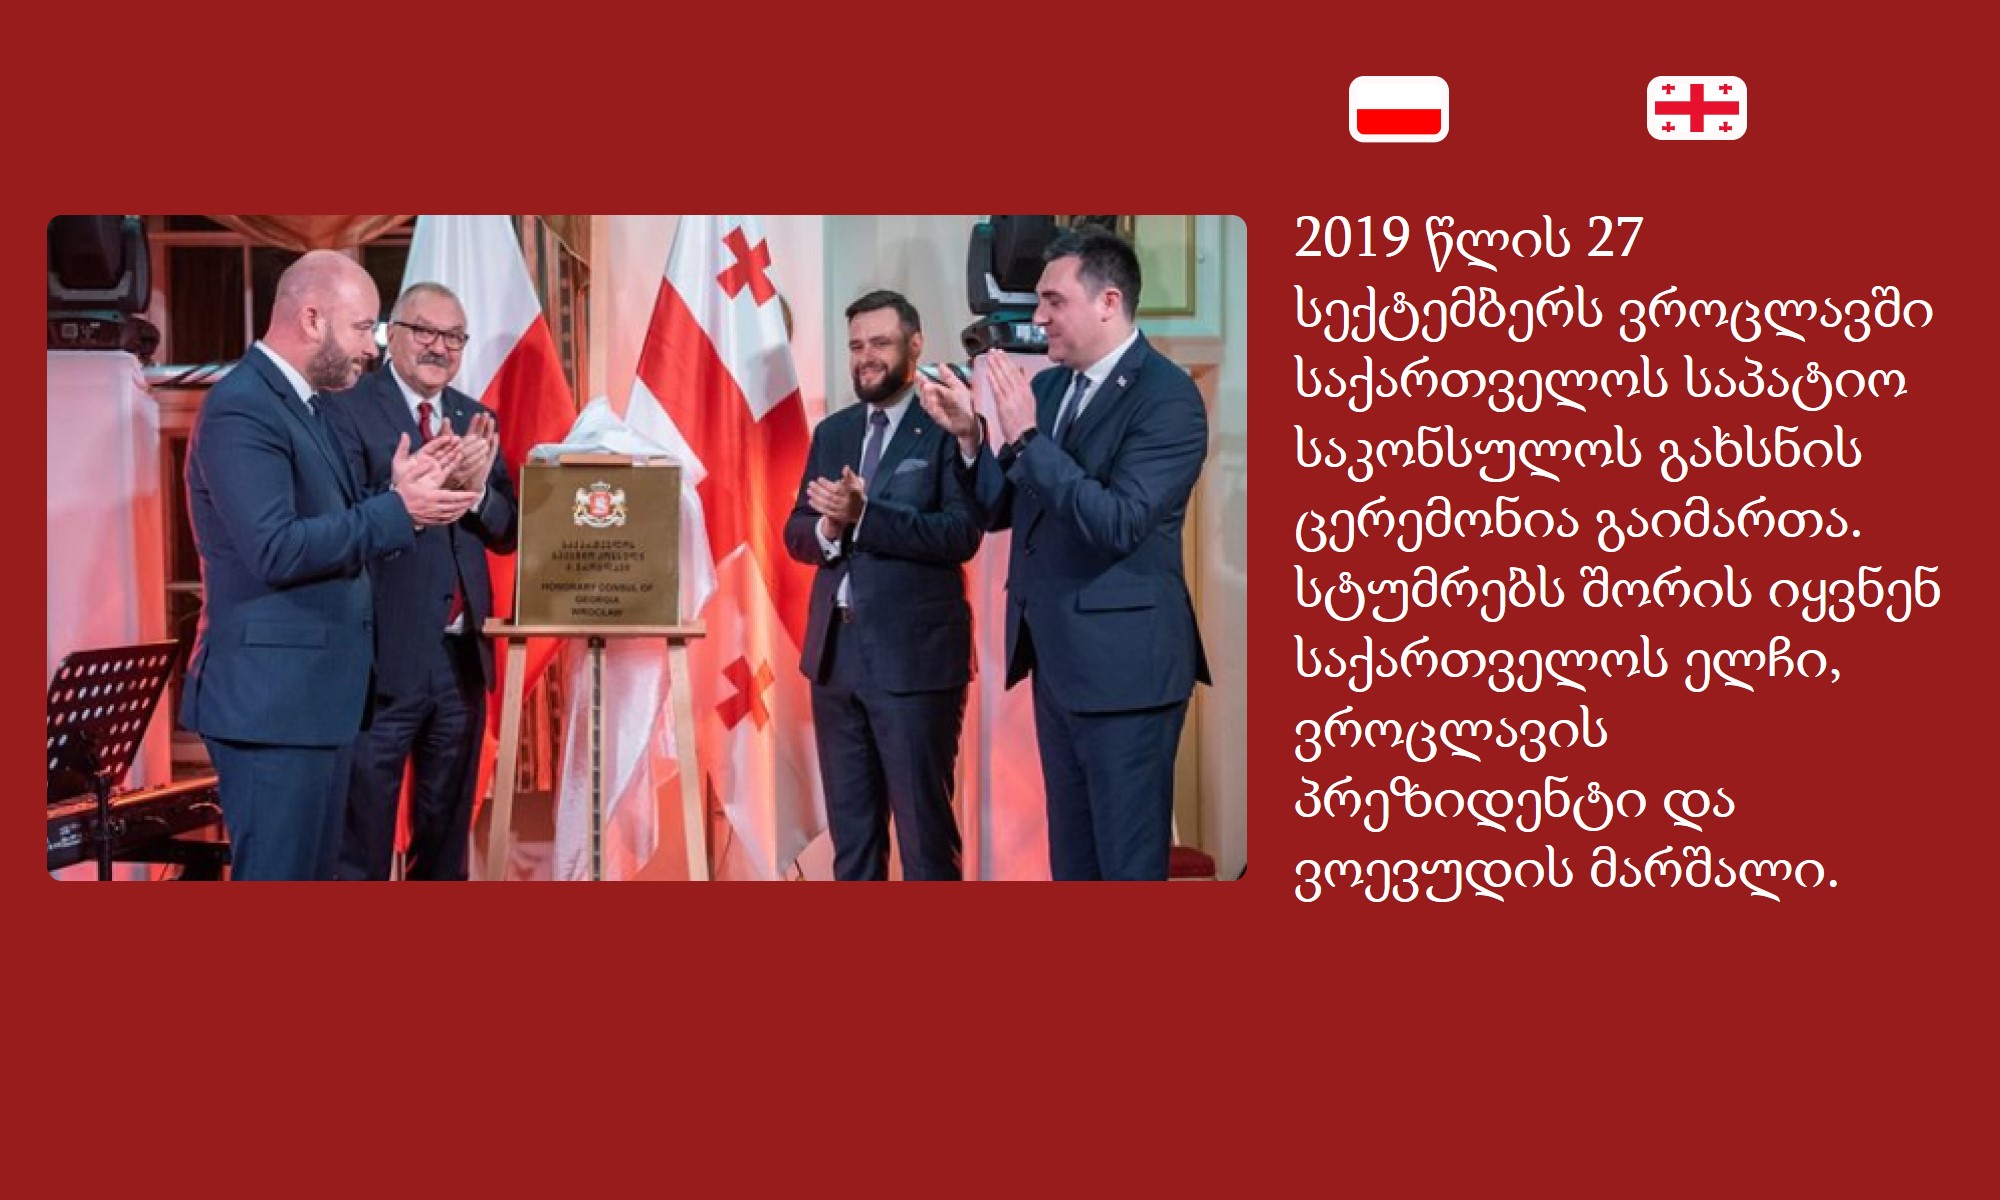 2019 წლის 27
სექტემბერს ვროცლავში
საქართველოს საპატიო
საკონსულოს გახსნის
ცერემონია გაიმართა.
სტუმრებს შორის იყვნენ
საქართველოს ელჩი,
ვროცლავის
პრეზიდენტი და
ვოევუდის მარშალი.
HONORARY CONSUL OF
GEORGIA
WROCŁAW